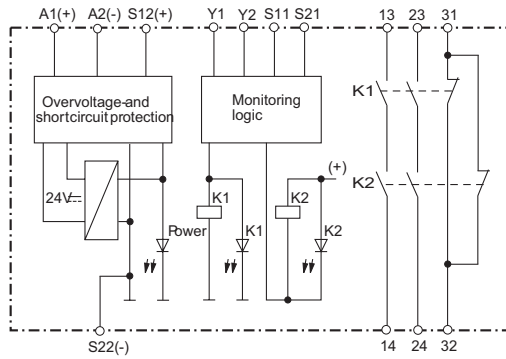 A1(+) A2(-) S12(+) Y1 Y2 S11 S21 13 23 31
Overvoltage-and
shortcircuit protection
Monitoring
logic
K1
(+)
24V
K1
K2
K2
Power
K1
K2
S22(-)
14 24 32